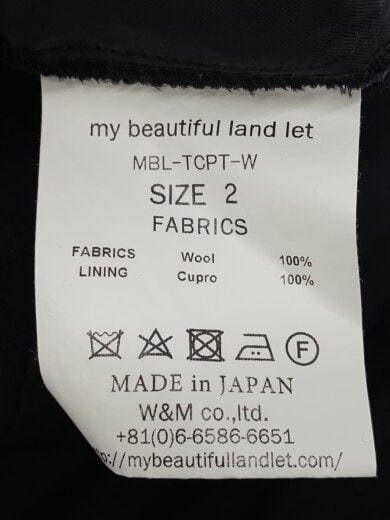 my beautiful land let
MBL-TCPT-W
SIZE 2
FABRICS
FABRICS Wool 100%
LINING Cupro 100%
F
MADE in JAPAN
W&M co.,ltd.
+81(0)6-6586-6651
://mybeautifullandlet.com/